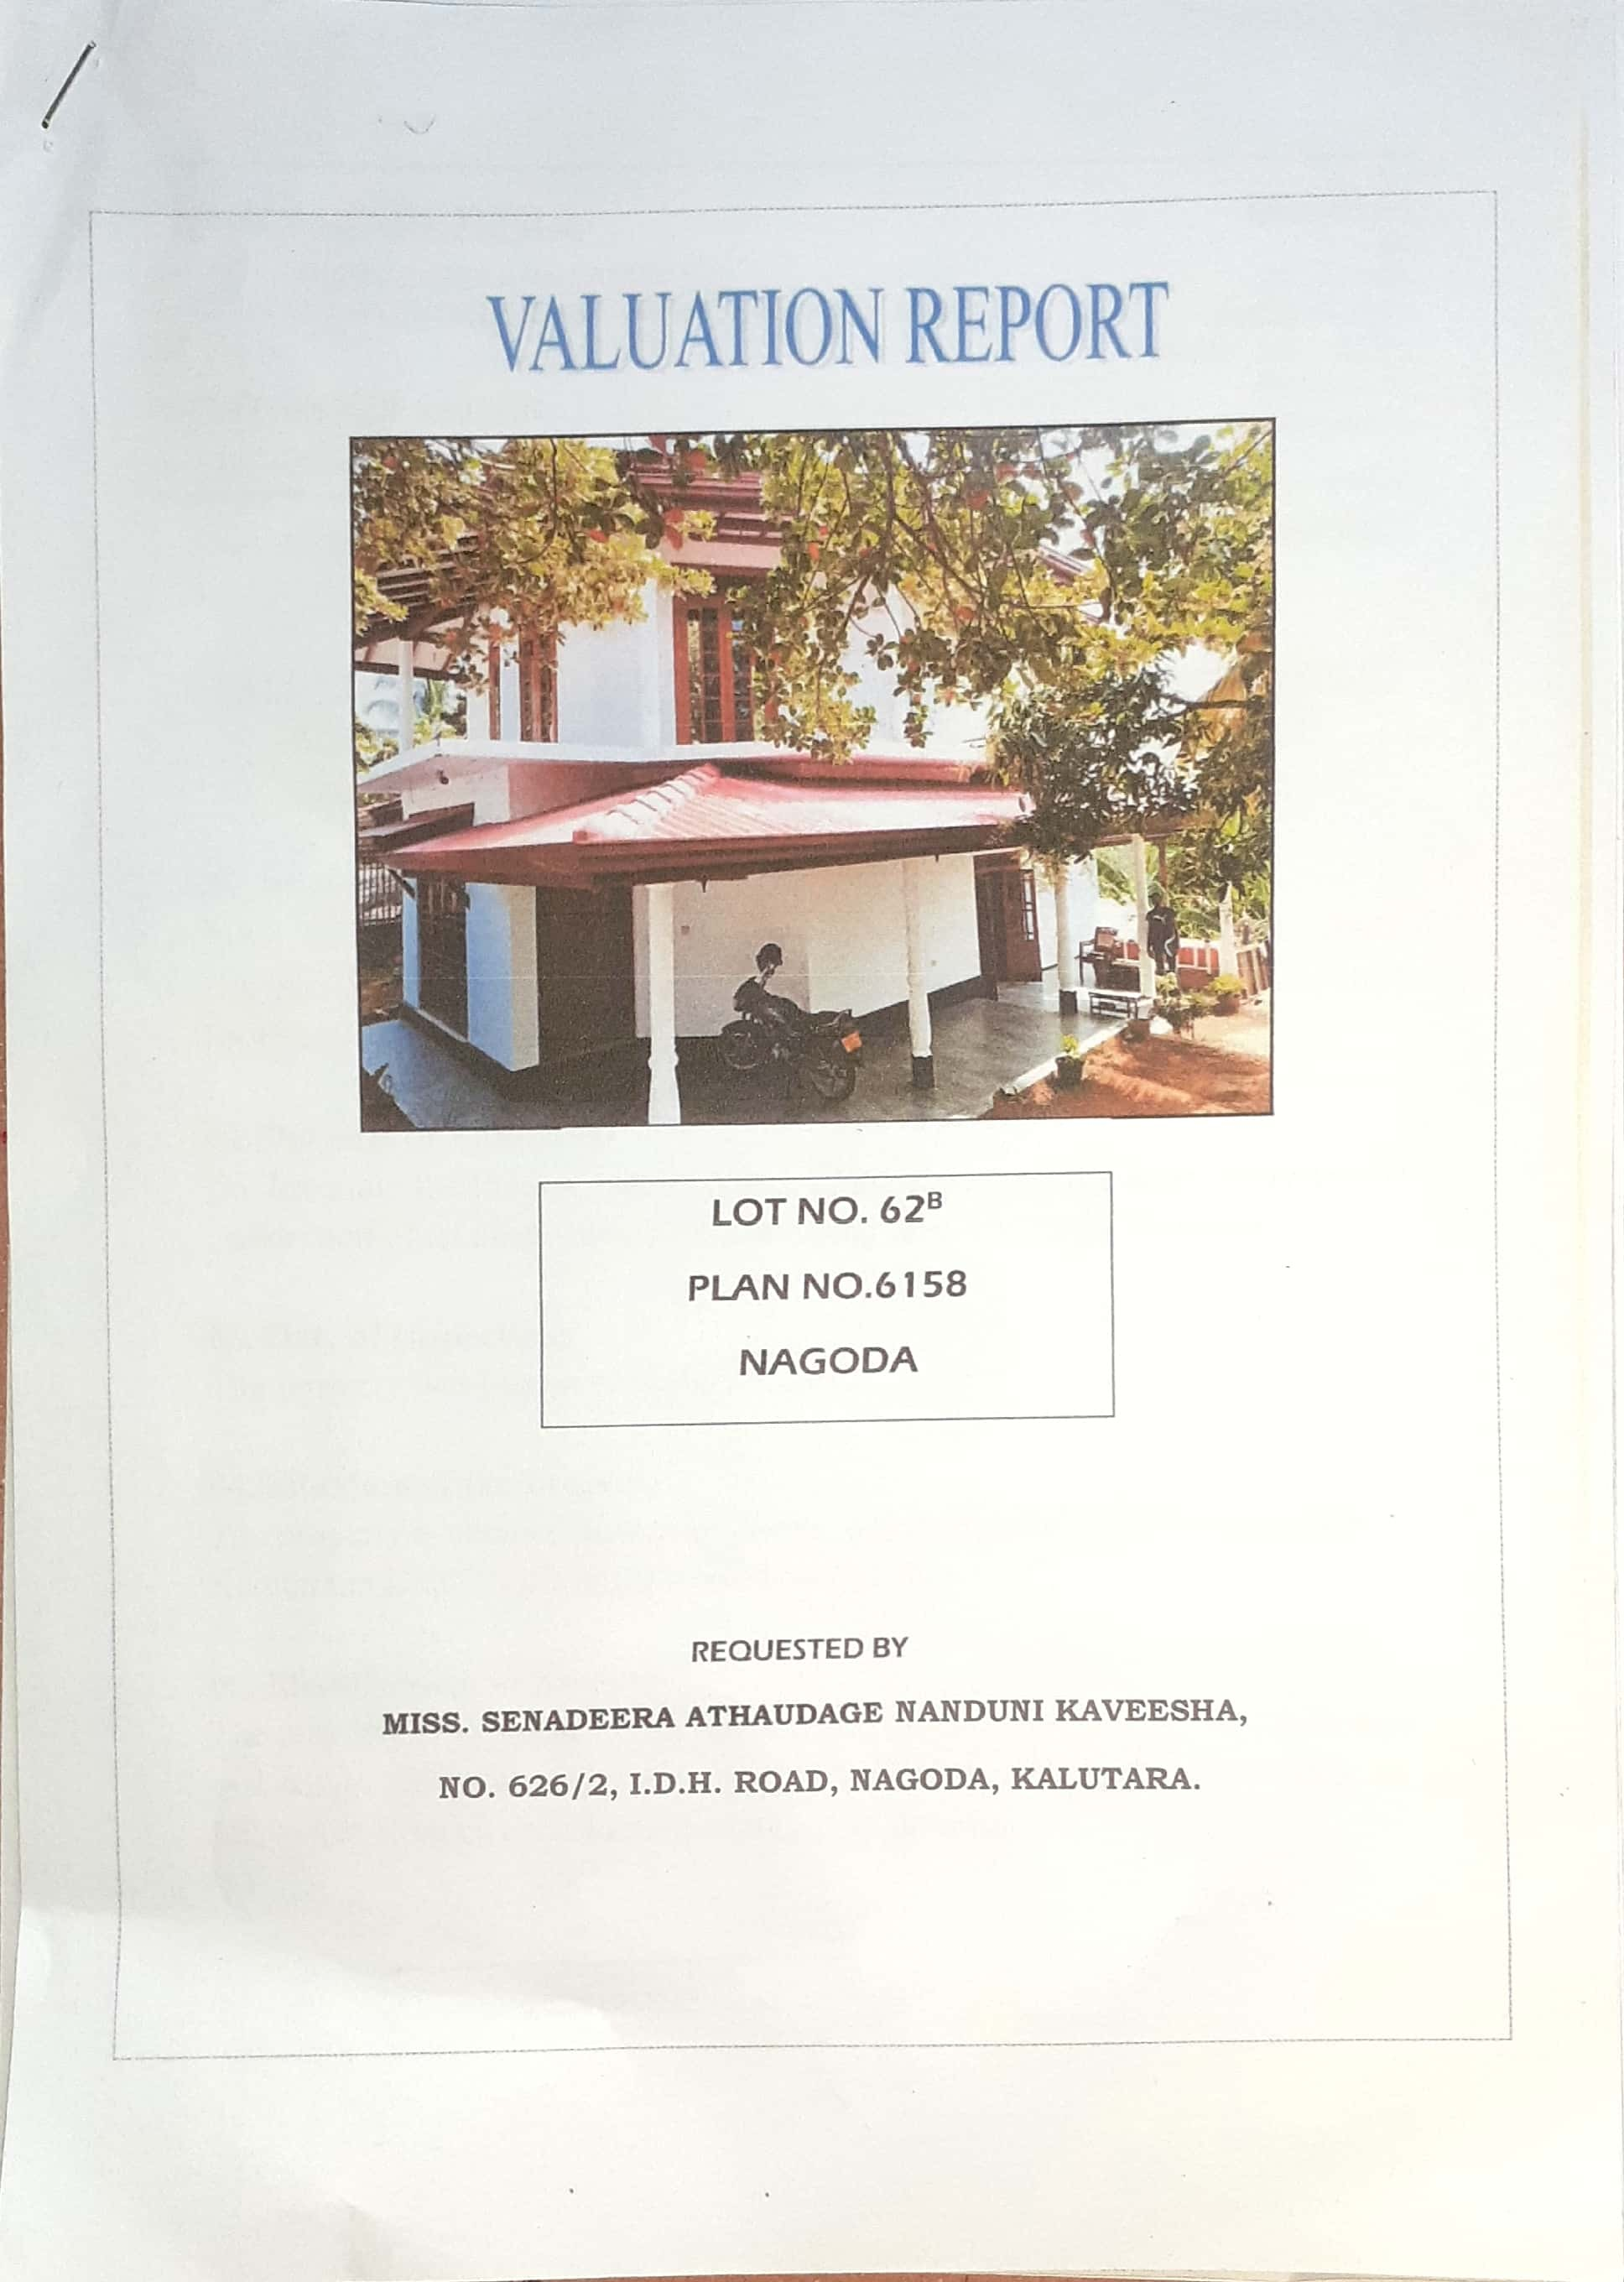 VALUATION REPORT
LOT NO. 62ᴮ
PLAN NO.6158
NAGODA
REQUESTED BY
MISS. SENADEERA ATHAUDAGE NANDUNI KAVEESHA,
NO. 626/2, I.D.H. ROAD, NAGODA, KALUTARA.